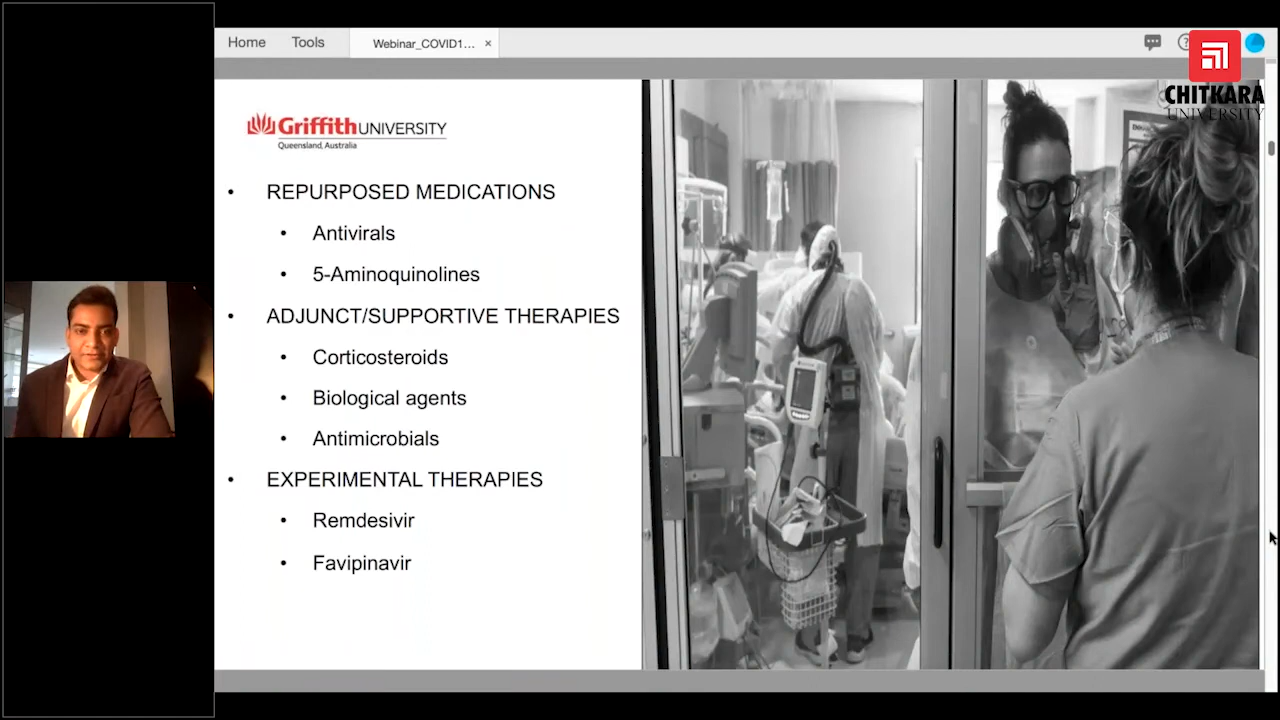 Home Tools Webinar_COVID1... ×
CHITKARA
UNIVERSITY
Griffith UNIVERSITY
Queensland, Australia
• REPURPOSED MEDICATIONS
• Antivirals
• 5-Aminoquinolines
• ADJUNCT/SUPPORTIVE THERAPIES
• Corticosteroids
• Biological agents
• Antimicrobials
• EXPERIMENTAL THERAPIES
• Remdesivir
• Favipinavir